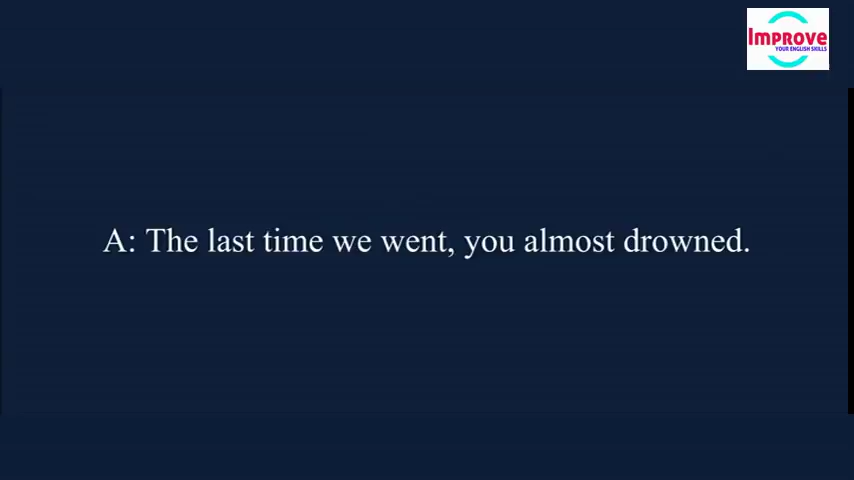 Improve
YOUR ENGLISH SKILLS
A: The last time we went, you almost drowned.